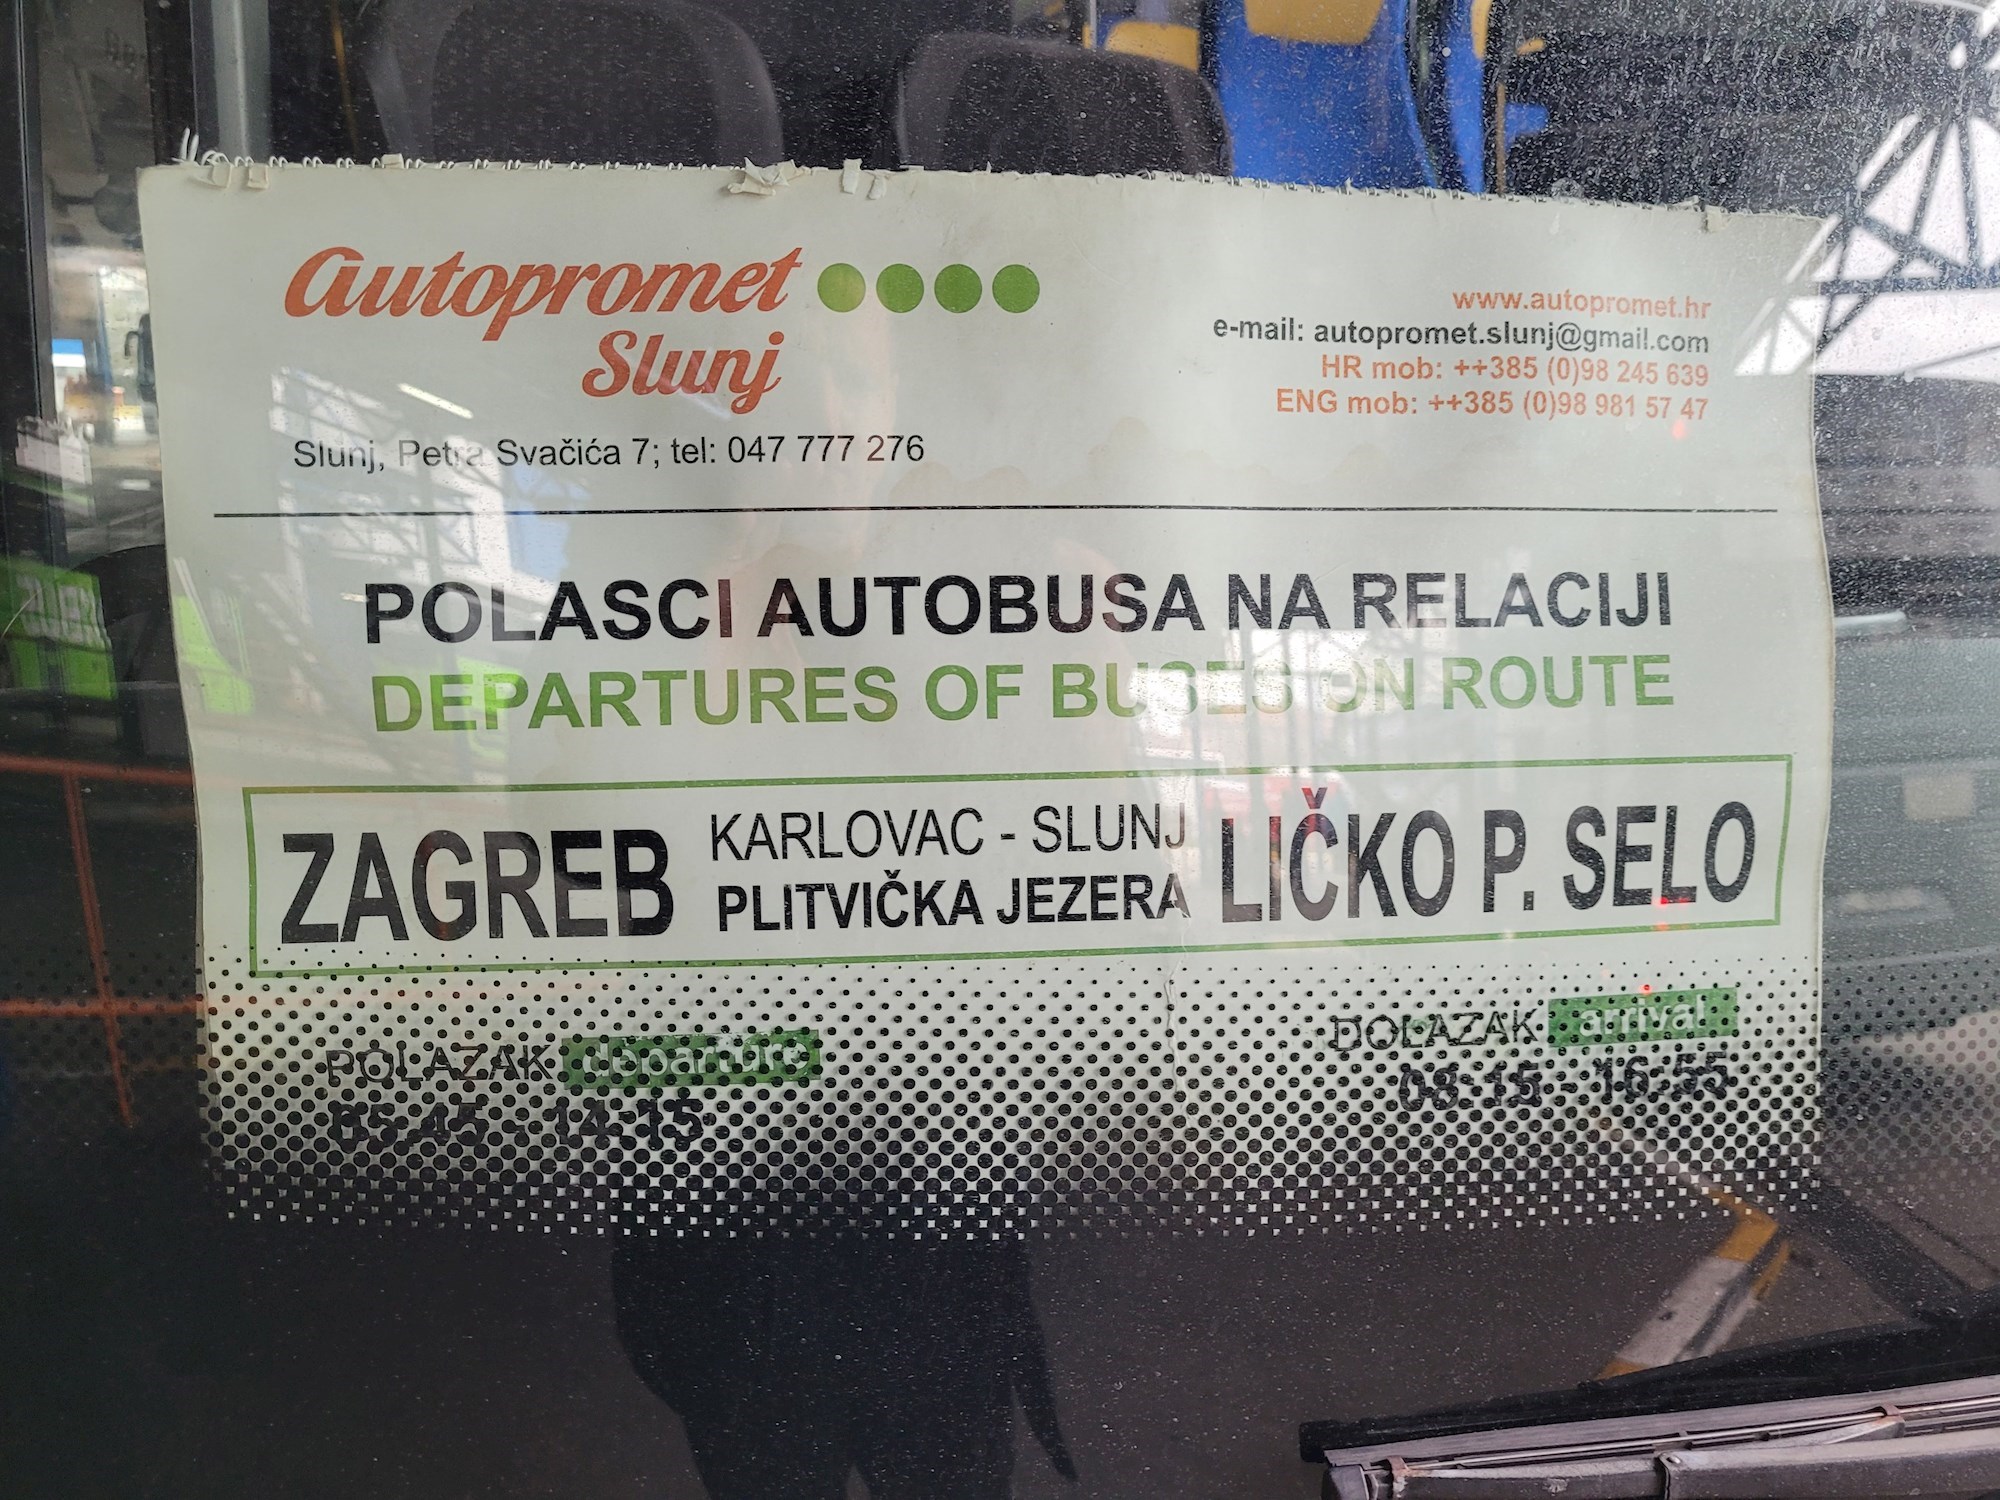 Autopromet
Slunj
Slunj, Petra Svačića 7; tel: 047 777 276
www.autopromet.hr
e-mail: autopromet.slunj@gmail.com
HR mob: ++385 (0)98 245 639
ENG mob: ++385 (0)98 981 57 47
POLASCI AUTOBUSA NA RELACIJI
DEPARTURES OF BUSES ON ROUTE
ZAGREB
KARLOVAC - SLUNJ
PLITVIČKA JEZERA
LIČKO P. SELO
POLAZAK departure
05:45 - 14:15
DOLAZAK arrival
08:15 - 16:55